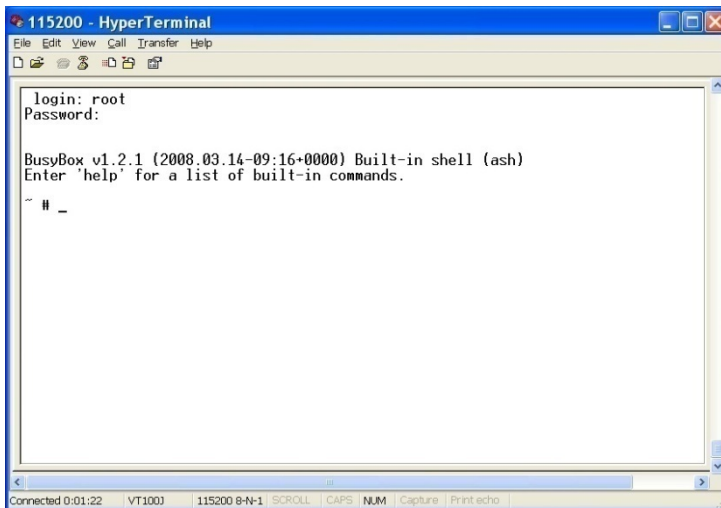 115200 - HyperTerminal
File Edit View Call Transfer Help
login: root
Password:
BusyBox v1.2.1 (2008.03.14-09:16+0000) Built-in shell (ash)
Enter 'help' for a list of built-in commands.
~ # _
Connected 0:01:22 VT100J 115200 8-N-1 SCROLL CAPS NUM Capture Print echo